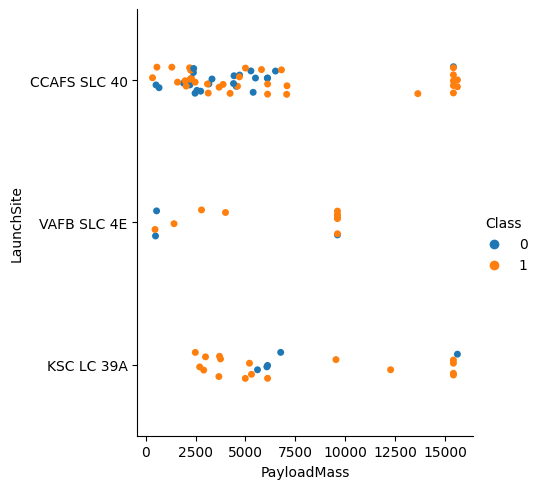 CCAFS SLC 40
VAFB SLC 4E
KSC LC 39A
LaunchSite
0
2500
5000
7500
10000
12500
15000
PayloadMass
Class
0
1